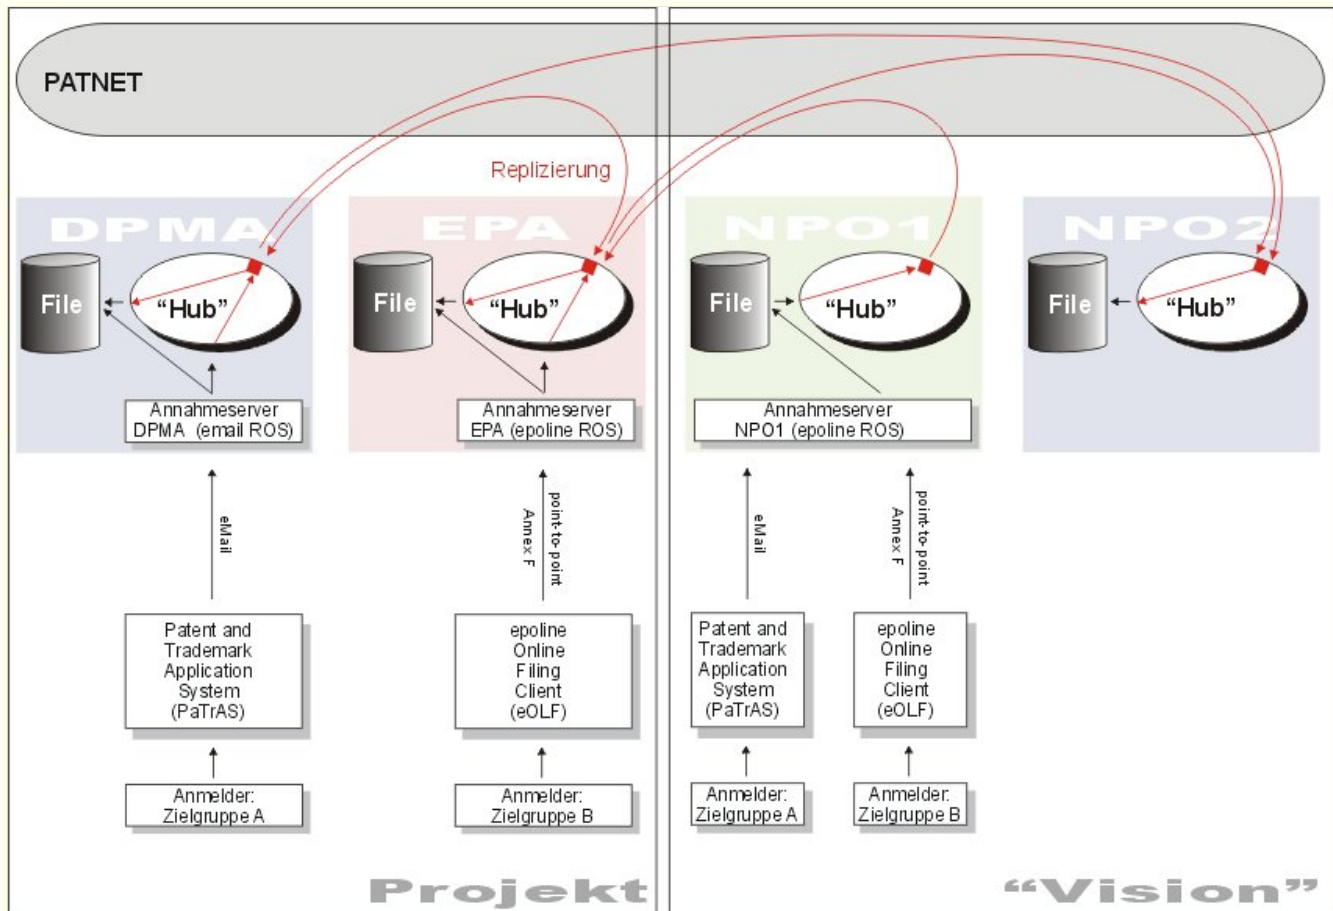 PATNET
Replizierung
DPMA
File
“Hub”
Annahmeserver
DPMA (email ROS)
eMail
Patent and
Trademark
Application
System
(PaTrAS)
Anmelder:
Zielgruppe A
EPA
File
“Hub”
Annahmeserver
EPA (epoline ROS)
point-to-point
Annex F
epoline
Online
Filing
Client
(eOLF)
Anmelder:
Zielgruppe B
Projekt
NPO1
File
“Hub”
Annahmeserver
NPO1 (epoline ROS)
eMail
Patent and
Trademark
Application
System
(PaTrAS)
Anmelder:
Zielgruppe A
point-to-point
Annex F
epoline
Online
Filing
Client
(eOLF)
Anmelder:
Zielgruppe B
NPO2
File
“Hub”
“Vision”